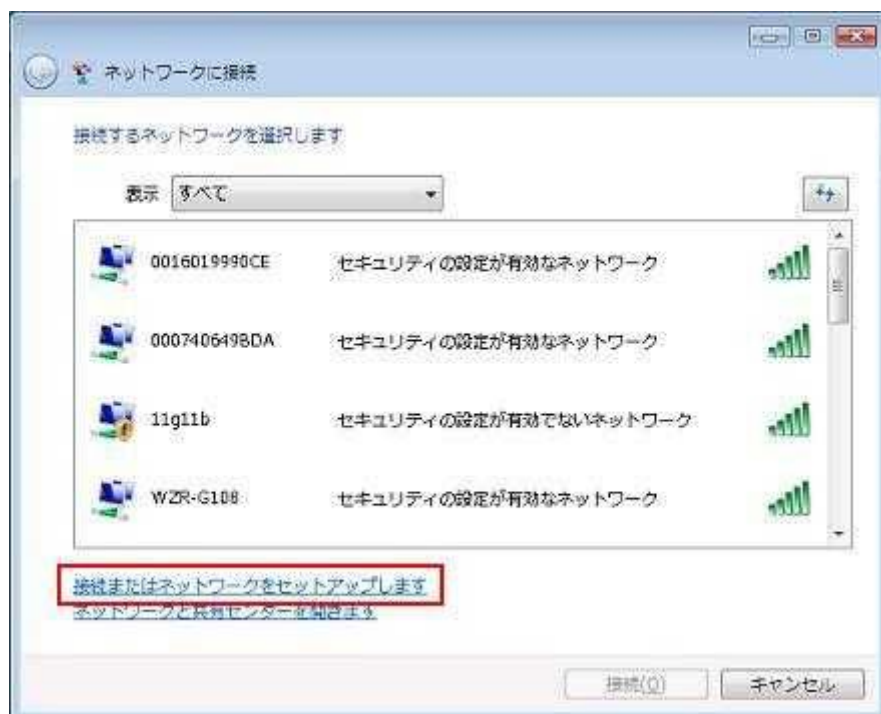 ネットワークに接続
接続するネットワークを選択します
表示 すべて
0016019990CE セキュリティの設定が有効なネットワーク
000740649BDA セキュリティの設定が有効なネットワーク
11g11b セキュリティの設定が有効でないネットワーク
WZR-G108 セキュリティの設定が有効なネットワーク
接続またはネットワークをセットアップします
ネットワークと共有センターを開きます
接続(O) キャンセル